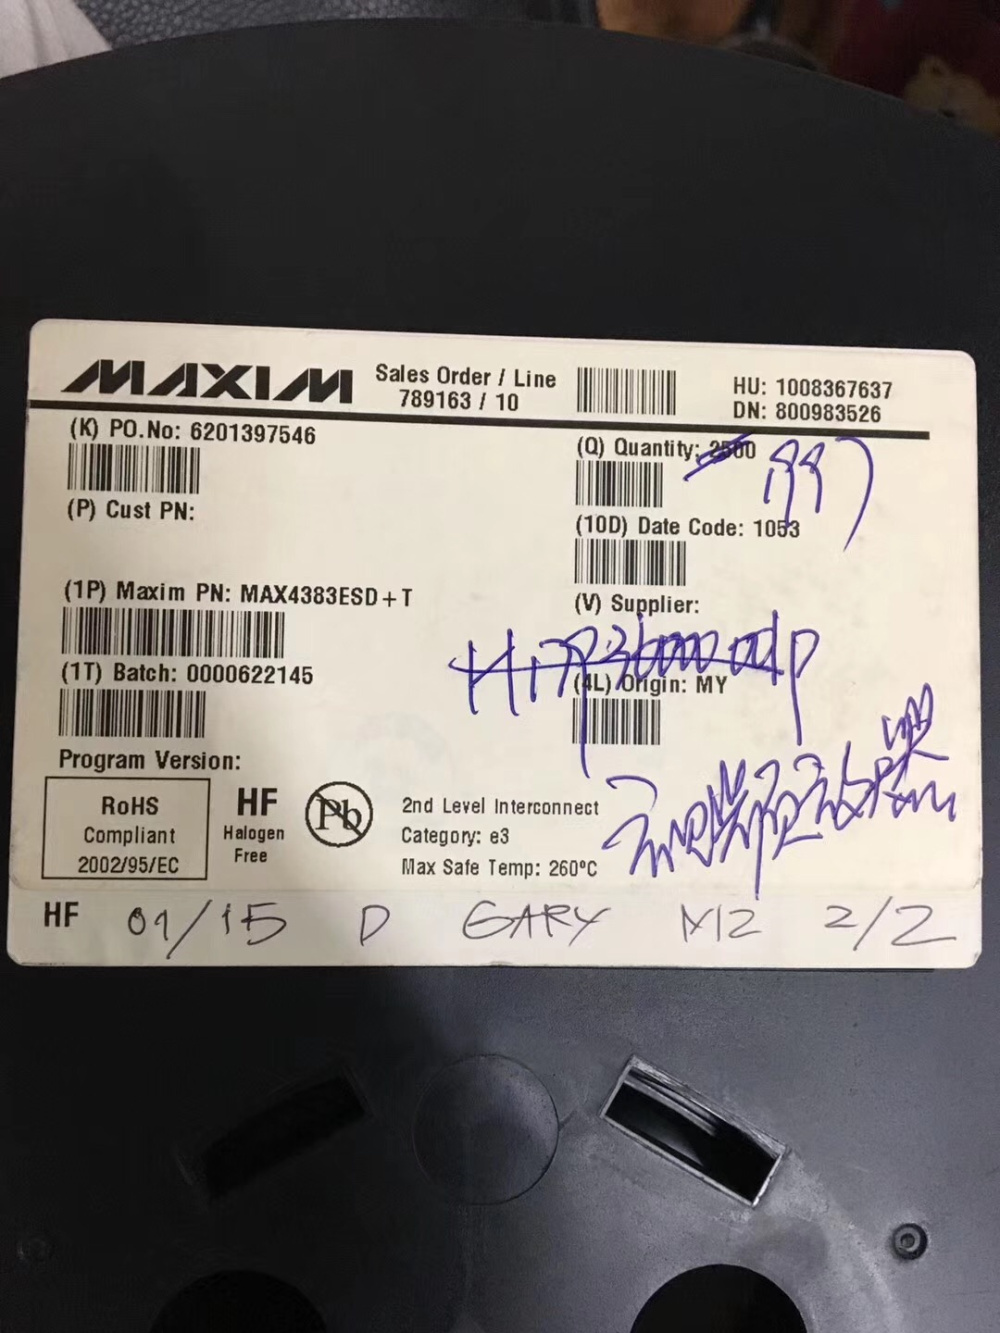 MAXIM
Sales Order / Line
789163 / 10
HU: 1008367637
DN: 800983526
(K) PO.No: 6201397546
(Q) Quantity: 2500
(P) Cust PN:
(10D) Date Code: 1053
(1P) Maxim PN: MAX4383ESD+T
(V) Supplier:
(1T) Batch: 0000622145
(4L) Origin: MY
Program Version:
RoHS
Compliant
2002/95/EC
HF
Halogen
Free
Pb
2nd Level Interconnect
Category: e3
Max Safe Temp: 260°C
HF 01/15 D GARY M2 2/2